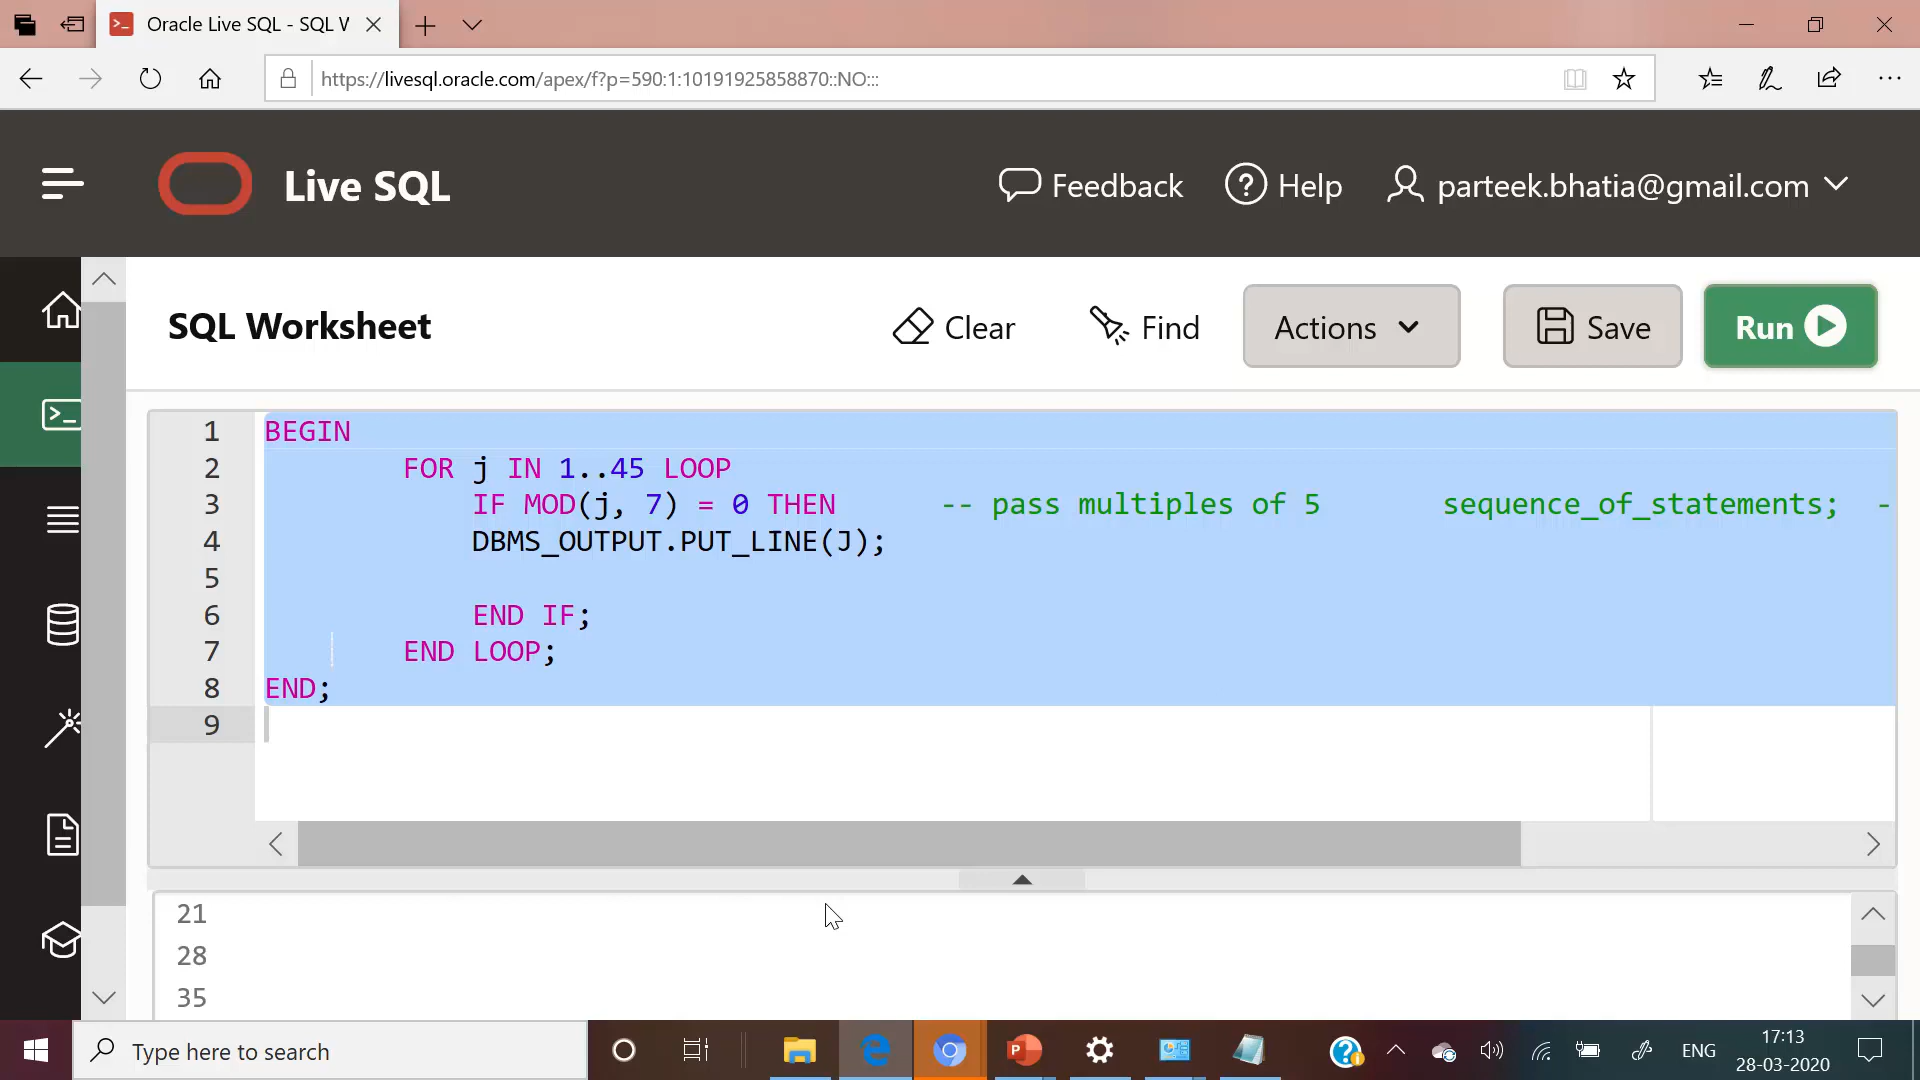 Oracle Live SQL - SQL W
https://livesql.oracle.com/apex/f?p=590:1:10191925858870::NO:::
Live SQL
Feedback
Help
parteek.bhatia@gmail.com
SQL Worksheet
Clear
Find
Actions
Save
Run
1 BEGIN
2 FOR j IN 1..45 LOOP
3 IF MOD(j, 7) = 0 THEN -- pass multiples of 5 sequence_of_statements; -
4 DBMS_OUTPUT.PUT_LINE(J);
5
6 END IF;
7 END LOOP;
8 END;
9
21
28
35
Type here to search
ENG
17:13
28-03-2020